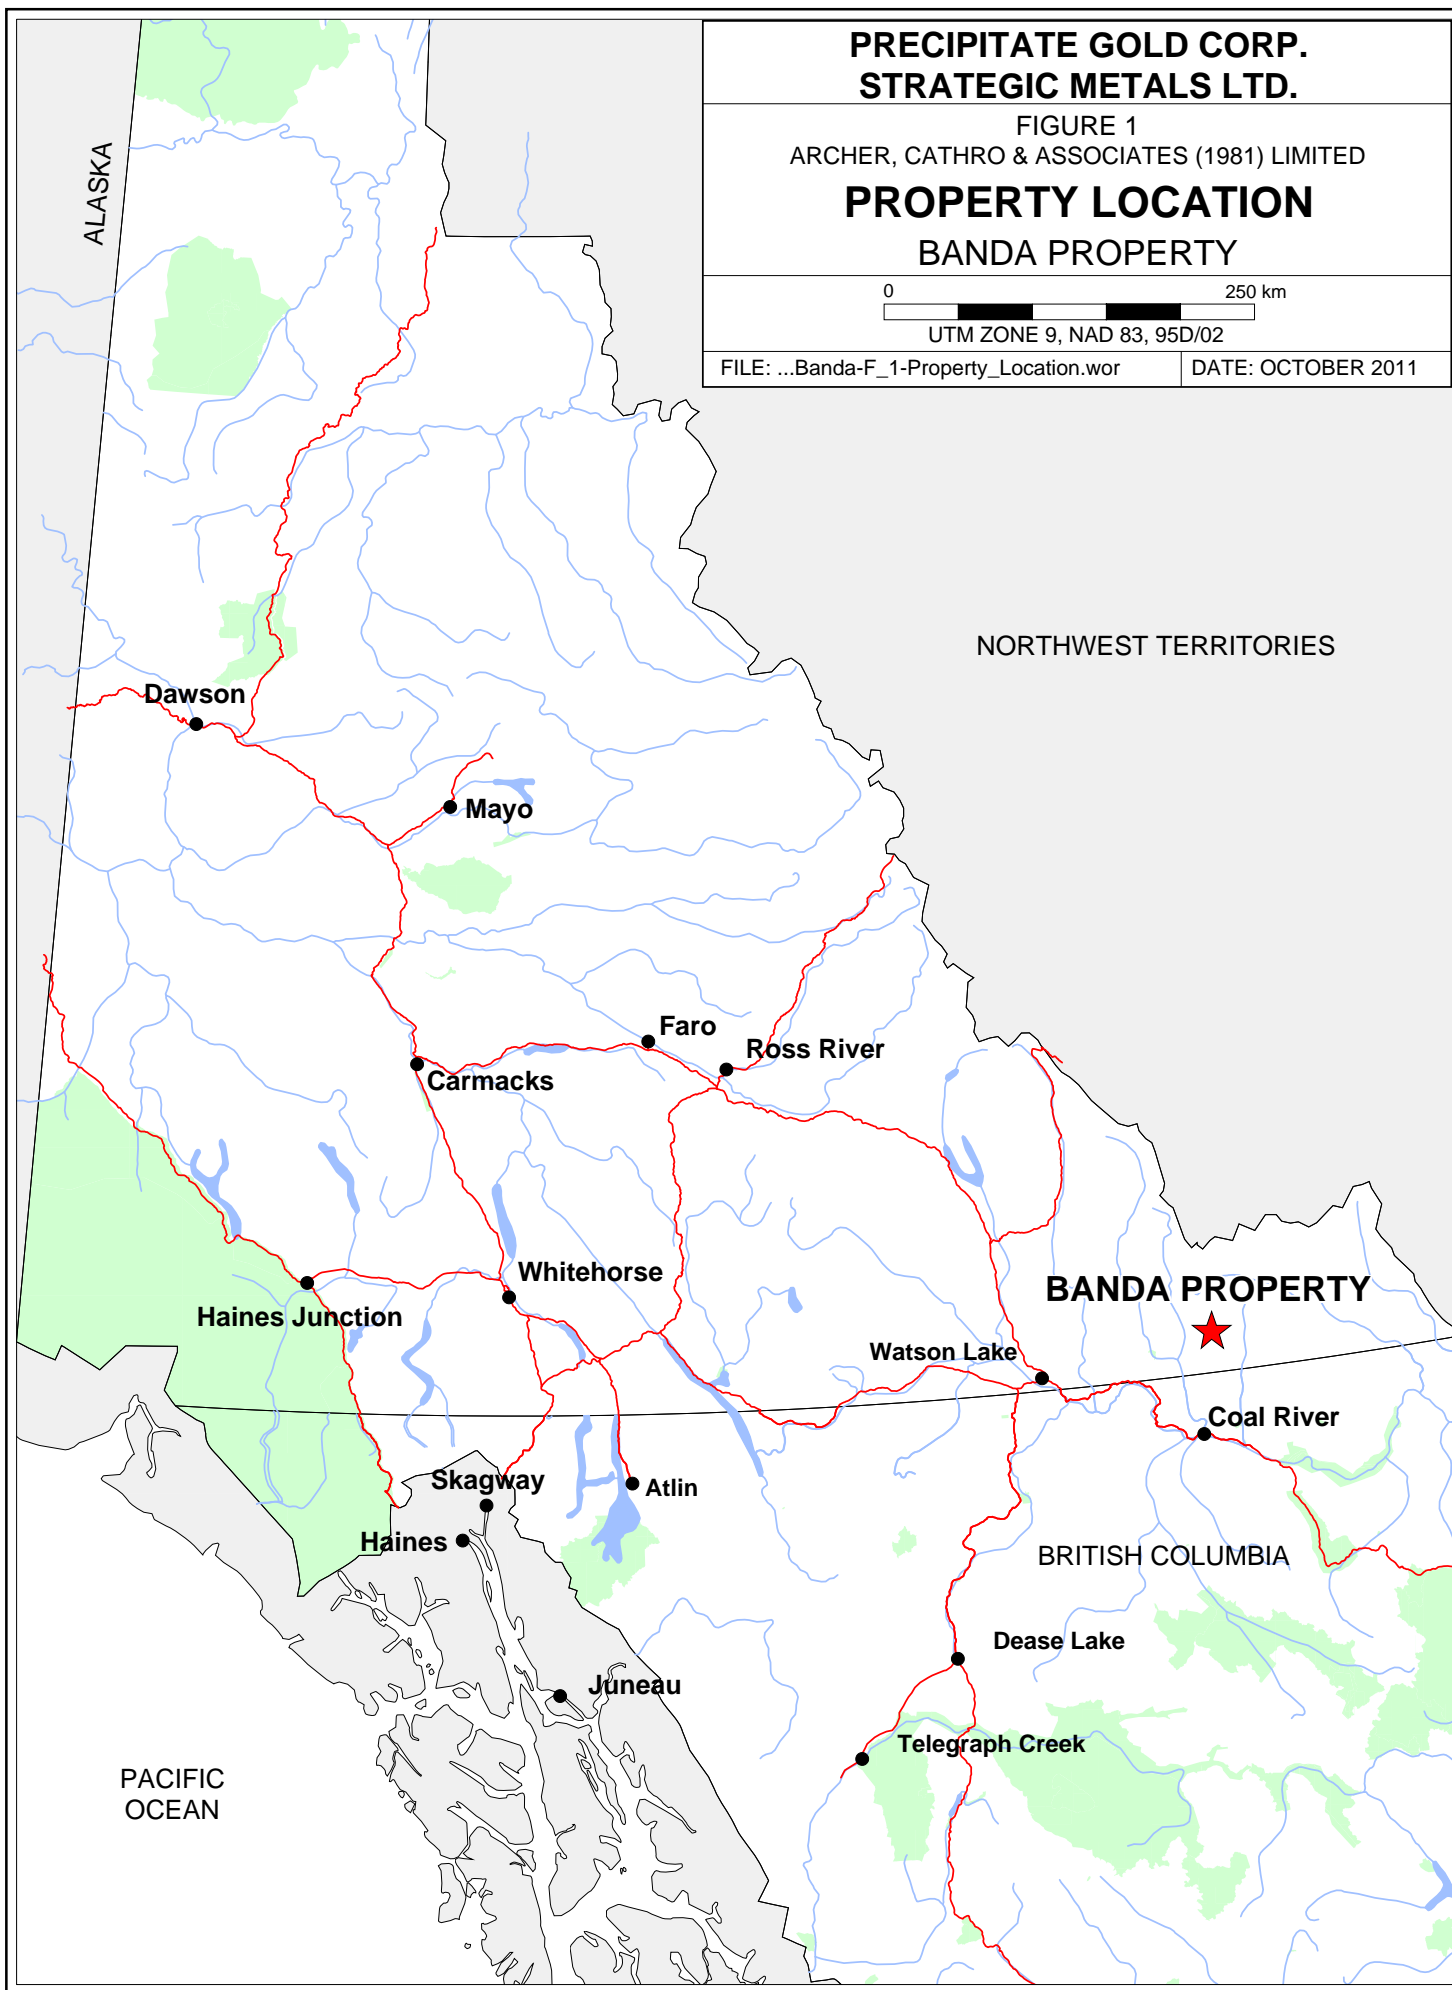 PRECIPITATE GOLD CORP.
STRATEGIC METALS LTD.
FIGURE 1
ARCHER, CATHRO & ASSOCIATES (1981) LIMITED
PROPERTY LOCATION
BANDA PROPERTY
0 250 km
UTM ZONE 9, NAD 83, 95D/02
FILE: ...Banda-F_1-Property_Location.wor DATE: OCTOBER 2011
ALASKA
NORTHWEST TERRITORIES
Dawson
Mayo
Faro
Ross River
Carmacks
Whitehorse
BANDA PROPERTY
Haines Junction
Watson Lake
Coal River
Skagway
Atlin
Haines
BRITISH COLUMBIA
Dease Lake
Juneau
Telegraph Creek
PACIFIC
OCEAN